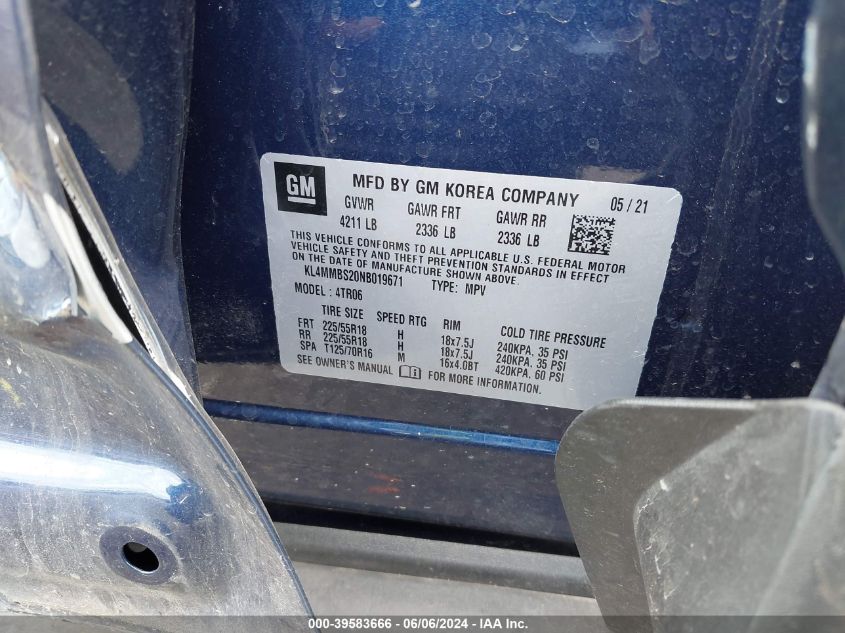 GM
MFD BY GM KOREA COMPANY 05 / 21
GVWR GAWR FRT GAWR RR
4211 LB 2336 LB 2336 LB
THIS VEHICLE CONFORMS TO ALL APPLICABLE U.S. FEDERAL MOTOR
VEHICLE SAFETY AND THEFT PREVENTION STANDARDS IN EFFECT
ON THE DATE OF MANUFACTURE SHOWN ABOVE.
KL4MMBS20NB019671 TYPE: MPV
MODEL : 4TR06
TIRE SIZE SPEED RTG RIM COLD TIRE PRESSURE
FRT 225/55R18 H 18x7.5J 240KPA. 35 PSI
RR 225/55R18 H 18x7.5J 240KPA. 35 PSI
SPA T125/70R16 M 16x4.0BT 420KPA. 60 PSI
SEE OWNER'S MANUAL FOR MORE INFORMATION.
000-39583666 - 06/06/2024 - IAA Inc.